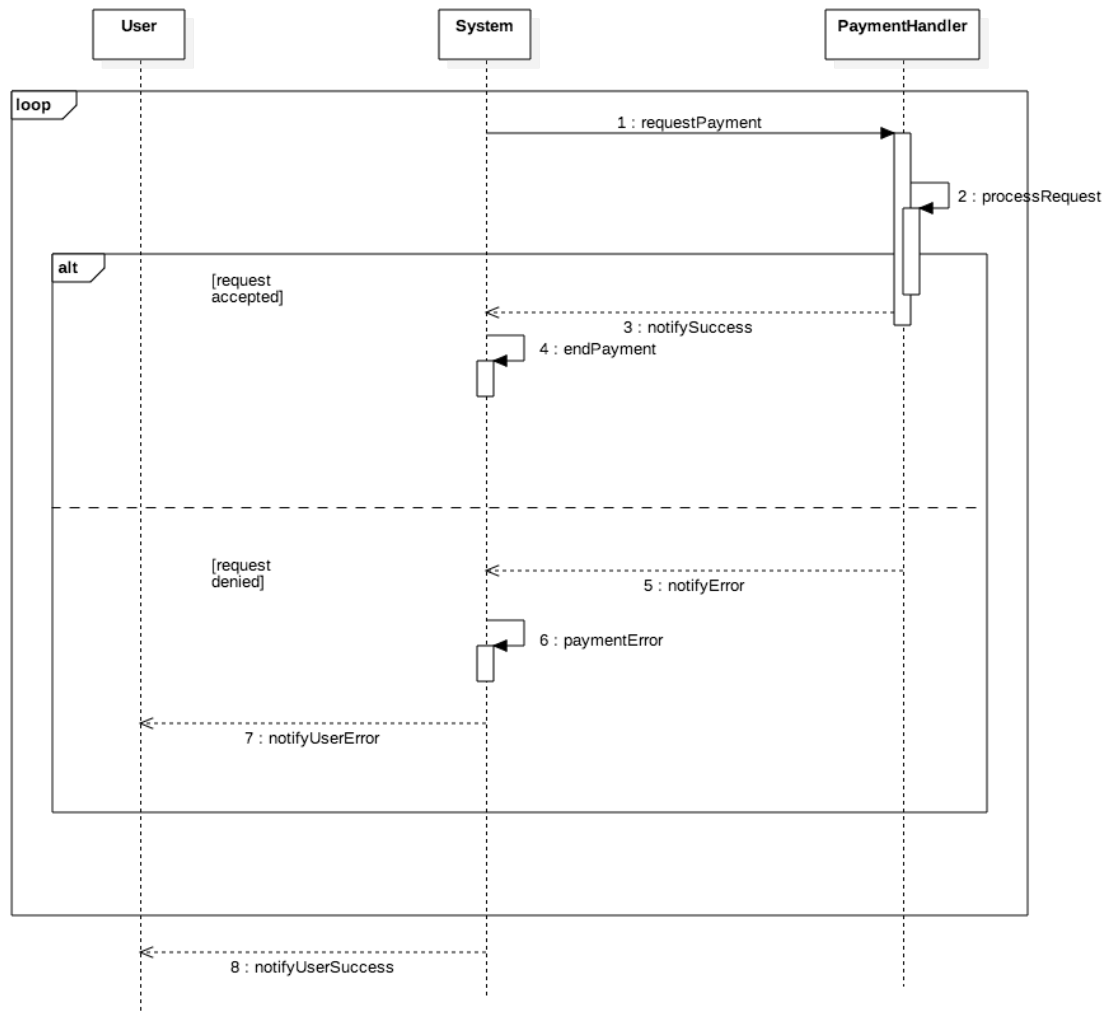 User
System
PaymentHandler
loop
1 : requestPayment
2 : processRequest
alt
[request
accepted]
3 : notifySuccess
4 : endPayment
[request
denied]
5 : notifyError
6 : paymentError
7 : notifyUserError
8 : notifyUserSuccess